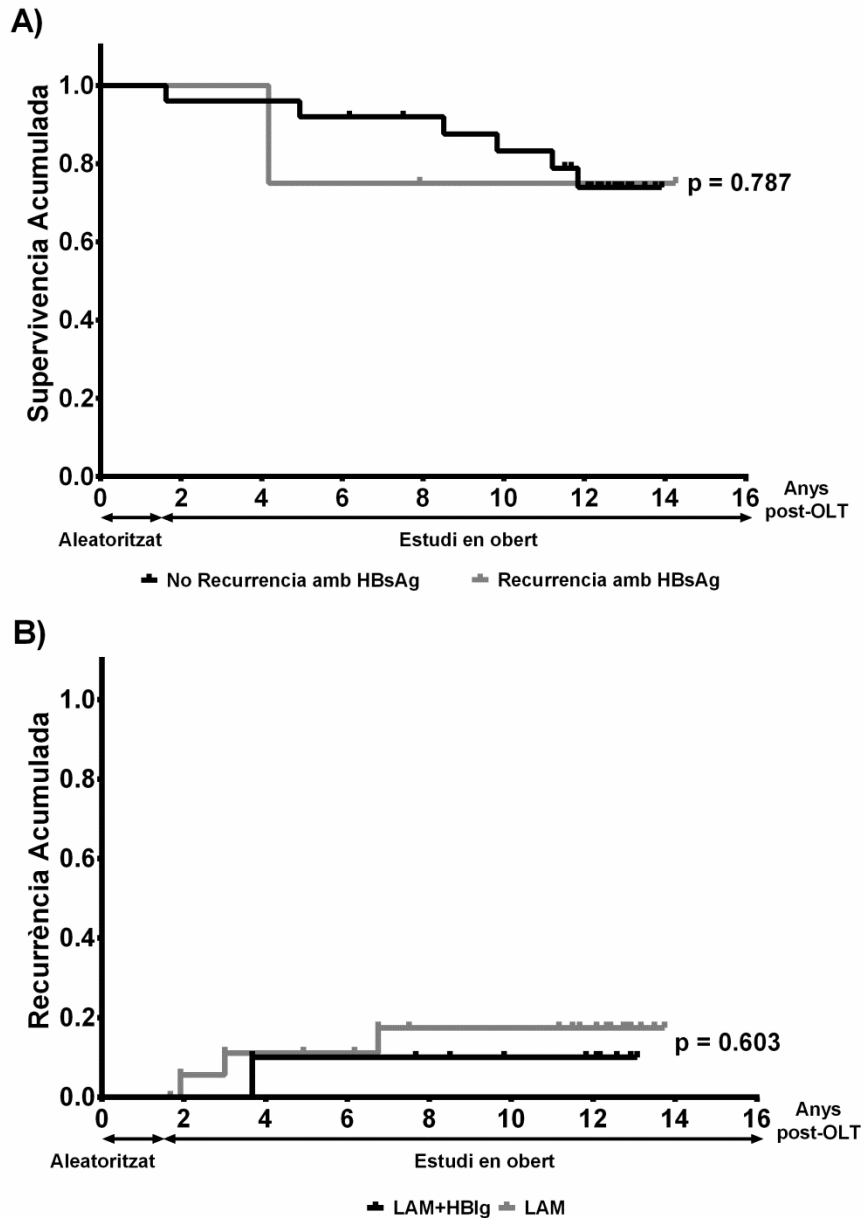 A)
Supervivencia Acumulada
1.0
0.8
0.6
0.4
0.2
0.0
p = 0.787
0 2 4 6 8 10 12 14 16
Anys
post-OLT
Aleatoritzat
Estudi en obert
No Recurrencia amb HBsAg
Recurrencia amb HBsAg
B)
Recurrència Acumulada
1.0
0.8
0.6
0.4
0.2
0.0
p = 0.603
0 2 4 6 8 10 12 14 16
Anys
post-OLT
Aleatoritzat
Estudi en obert
LAM+HBIg
LAM